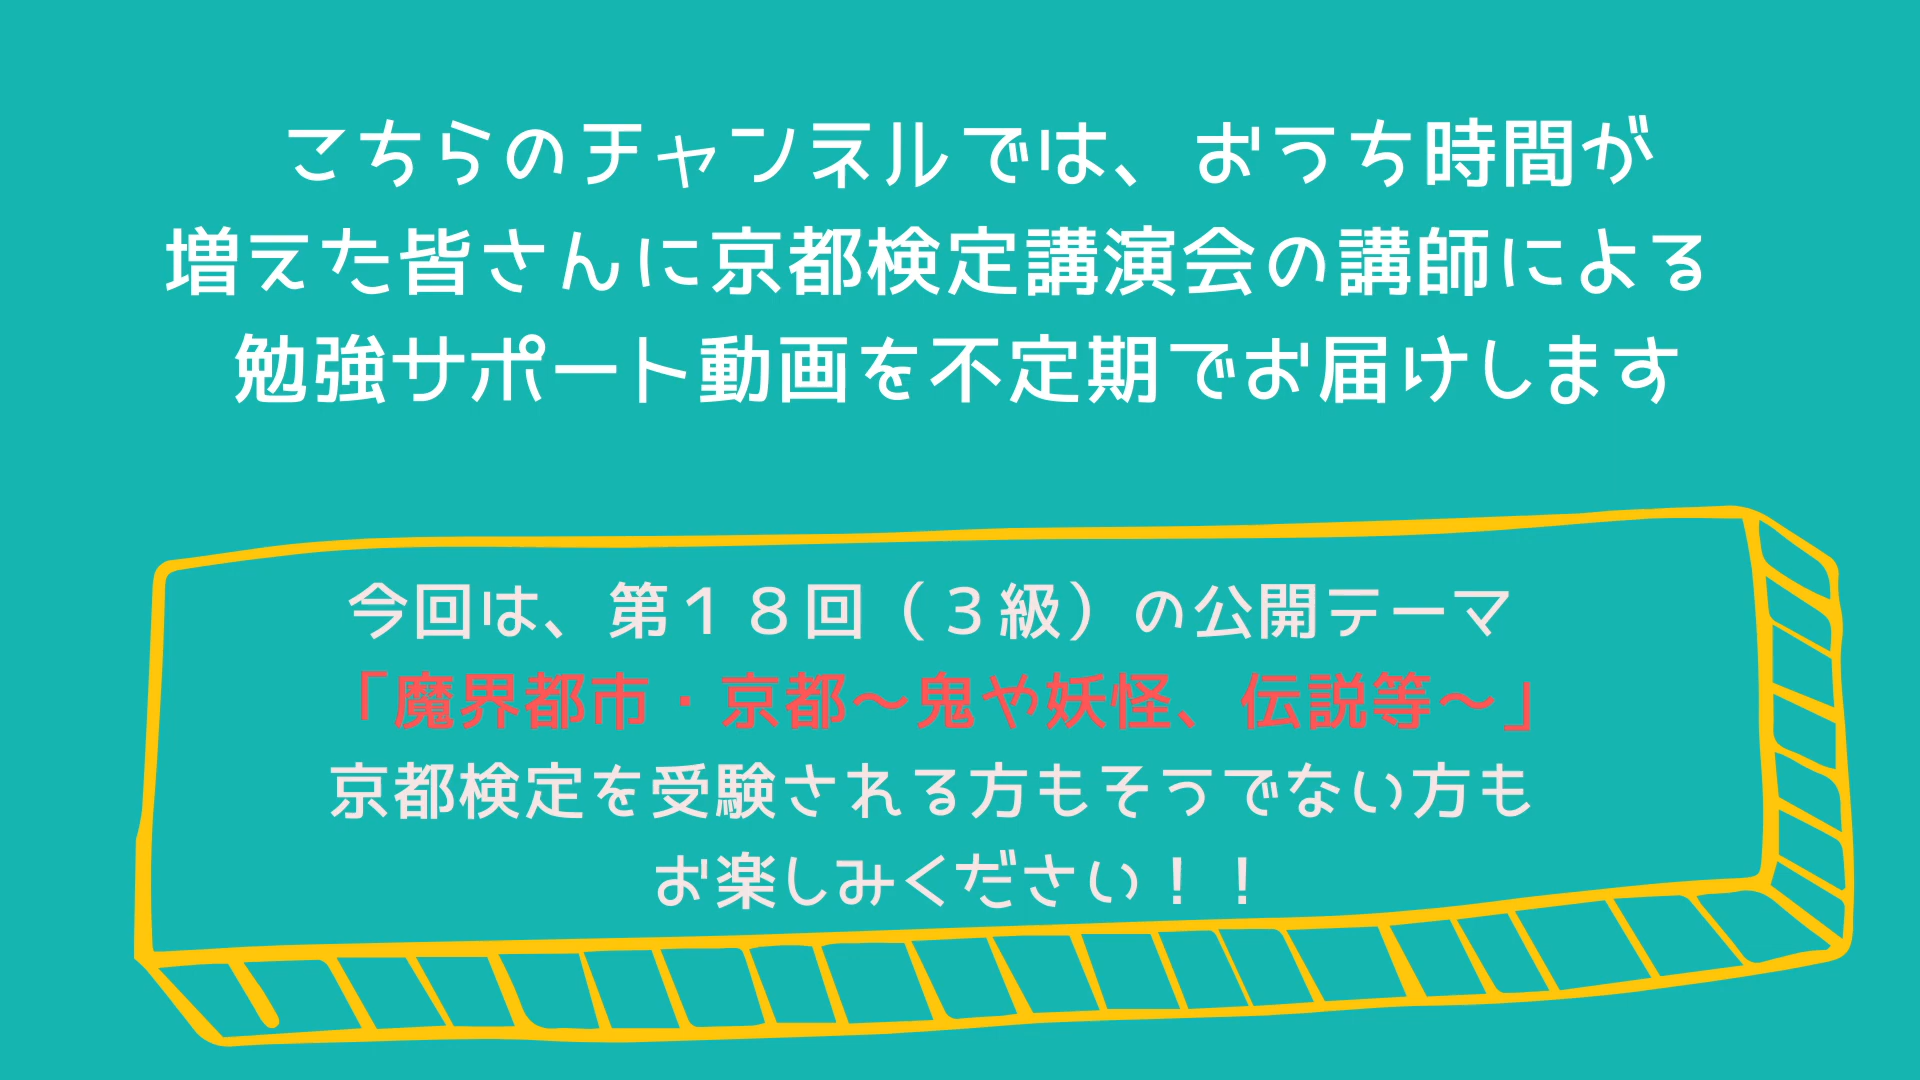 こちらのチャンネルでは、おうち時間が
増えた皆さんに京都検定講演会の講師による
勉強サポート動画を不定期でお届けします
今回は、第１８回（３級）の公開テーマ
「魔界都市・京都～鬼や妖怪、伝説等～」
京都検定を受験される方もそうでない方も
お楽しみください！！